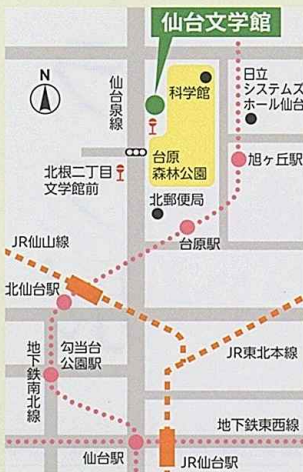 仙台文学館
N
仙台泉線
科学館
日立
システムズ
ホール仙台
台原
森林公園
旭ヶ丘駅
北根二丁目
文学館前
北郵便局
台原駅
JR仙山線
北仙台駅
地下鉄南北線
勾当台
公園駅
JR東北本線
地下鉄東西線
仙台駅
JR仙台駅